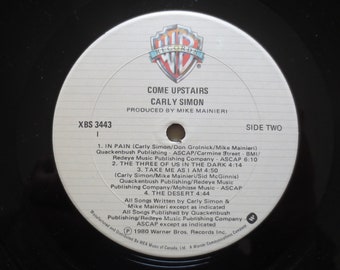 WB
RECORDS
COME UPSTAIRS
CARLY SIMON
PRODUCED BY MIKE MAINIERI
XBS 3443
I
SIDE TWO
1. IN PAIN (Carly Simon/Don Grolnick/Mike Mainieri)
Quackenbush Publishing - ASCAP/Carmine Street - BMI/
Redeye Music Publishing Company - ASCAP 6:10
2. THE THREE OF US IN THE DARK 4:14
3. TAKE ME AS I AM 4:50
(Carly Simon/Mike Mainieri/Sid McGinnis)
Quackenbush Publishing/Redeye Music
Publishing Company/Mohisse Music - ASCAP
4. THE DESERT 4:44
All Songs Written by Carly Simon &
Mike Mainieri except as indicated
All Songs Published by Quackenbush
Publishing/Redeye Music Publishing
Company - ASCAP except as indicated
℗ 1980 Warner Bros. Records Inc.